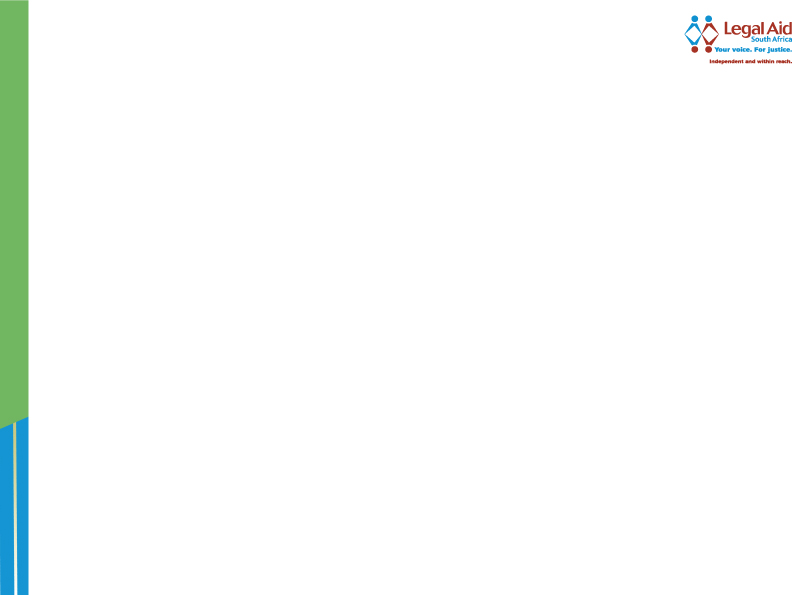 Legal Aid
South Africa
Your voice. For justice.
Independent and within reach.